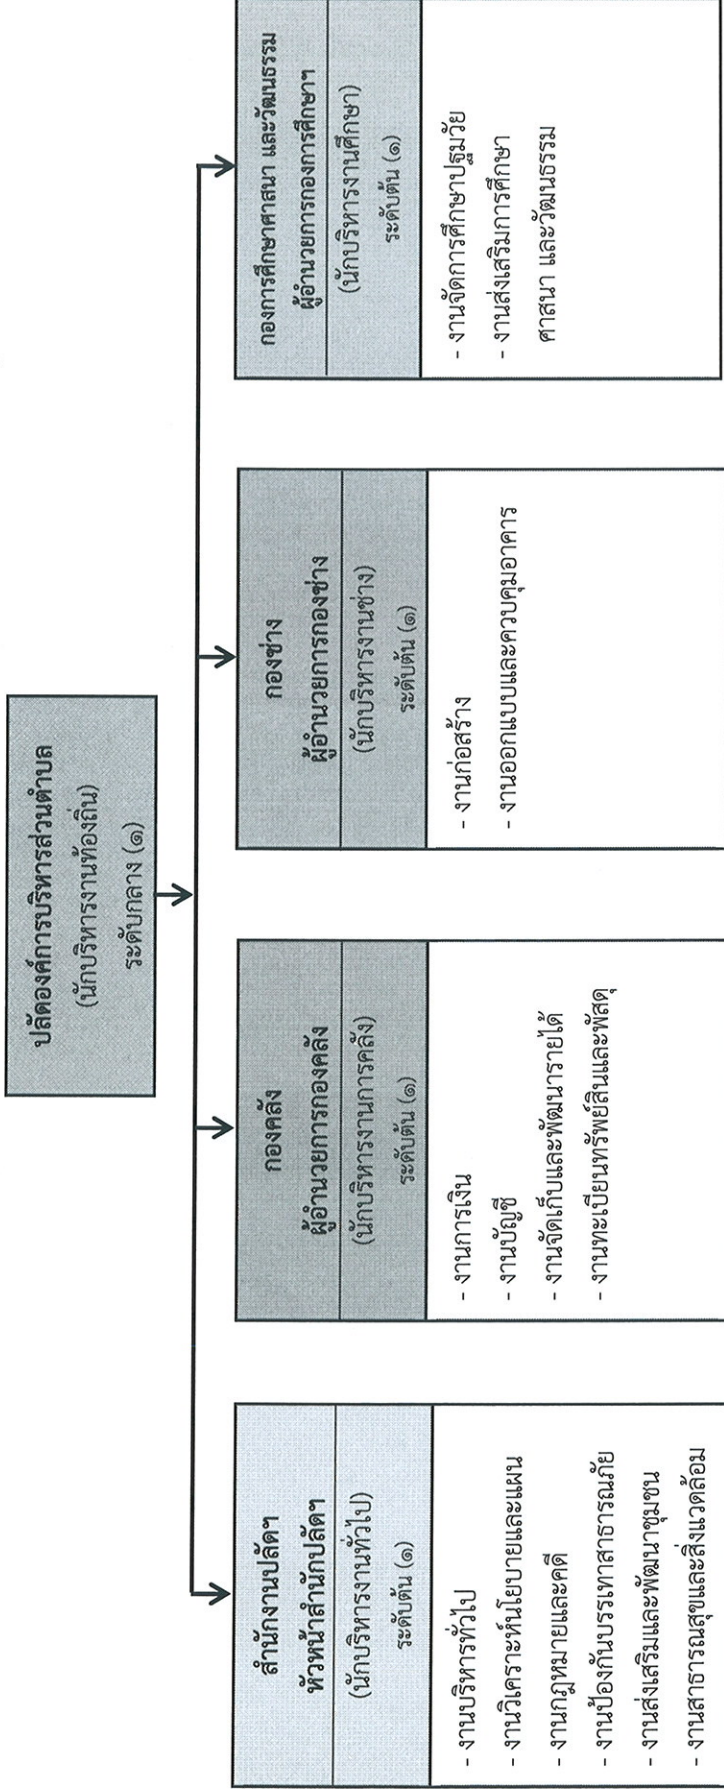 ปลัดองค์การบริหารส่วนตำบล
(นักบริหารงานท้องถิ่น)
ระดับกลาง (๑)
สำนักงานปลัดฯ
หัวหน้าสำนักปลัดฯ
(นักบริหารงานทั่วไป)
ระดับต้น (๑)
- งานบริหารทั่วไป
- งานวิเคราะห์นโยบายและแผน
- งานกฎหมายและคดี
- งานป้องกันบรรเทาสาธารณภัย
- งานส่งเสริมและพัฒนาชุมชน
- งานสาธารณสุขและสิ่งแวดล้อม
กองคลัง
ผู้อำนวยการกองคลัง
(นักบริหารงานการคลัง)
ระดับต้น (๑)
- งานการเงิน
- งานบัญชี
- งานจัดเก็บและพัฒนารายได้
- งานทะเบียนทรัพย์สินและพัสดุ
กองช่าง
ผู้อำนวยการกองช่าง
(นักบริหารงานช่าง)
ระดับต้น (๑)
- งานก่อสร้าง
- งานออกแบบและควบคุมอาคาร
กองการศึกษาศาสนา และวัฒนธรรม
ผู้อำนวยการกองการศึกษาฯ
(นักบริหารงานศึกษา)
ระดับต้น (๑)
- งานจัดการศึกษาปฐมวัย
- งานส่งเสริมการศึกษา
ศาสนา และวัฒนธรรม